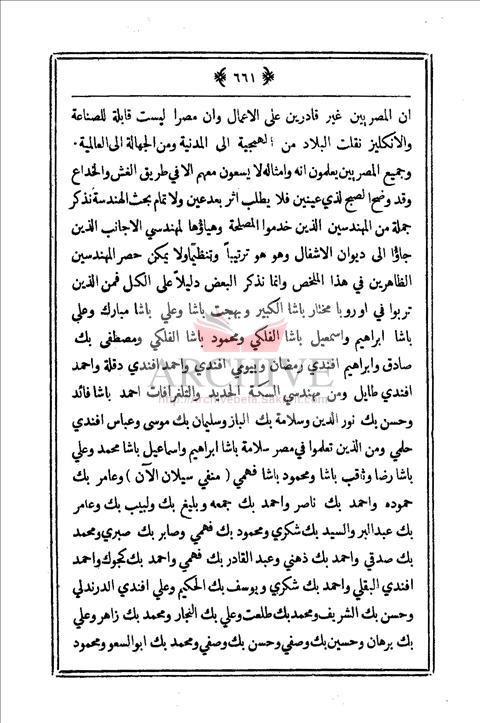 ٦٦١
ان المصريين غير قادرين على الاعمال وان مصرا ليست قابلة للصناعة
والانكليز نقلت البلاد من الهمجية الى المدنية ومن الجهالة الى العالمية .
وجميع المصريين يعلمون انه وامثاله لا يسعون معهم الا في طريق الغش والخداع
وقد وضح الصبح لذي عينين فلا يطلب اثر بعد عين ولاتمام بحث الهندسة نذكر
جملة من المهندسين الذين خدموا المصلحة وهياؤها لمهندسي الاجانب الذين
جاؤا الى ديوان الاشغال وهو هو ترتيباً وتنظيماً ولا يمكن حصر المهندسين
الظاهرين في هذا الملخص وانما نذكر البعض دليلاً على الكل فمن الذين
تربوا في اوروبا مختار باشا الكبير وبهجت باشا وعلي باشا مبارك وعلي
باشا ابراهيم واسمعيل باشا الفلكي ومحمود باشا الفلكي ومصطفى بك
صادق وابراهيم افندي رمضان وبيومي افندي واحمد افندي دقلة واحمد
افندي طايل ومن مهندسي السكة الحديد والتلغرافات احمد باشا فائد
وحسن بك نور الدين وسلامة بك الباز وسليمان بك موسى وعباس افندي
حلمي ومن الذين تعلموا في مصر سلامة باشا ابراهيم واسماعيل باشا محمد وعلي
باشا رضا وثاقب باشا ومحمود باشا فهمي ( منفي سيلان الآن ) وعامر بك
حموده واحمد بك ناصر واحمد بك جمعه وبليغ بك ولبيب بك وعامر
بك عبدالبر والسيد بك شكري ومحمود بك فهمي وصابر بك صبري ومحمد
بك صدقي واحمد بك ذهني وعبد القادر بك فهمي واحمد بك كجوك واحمد
افندي البقلي واحمد بك شكري ويوسف بك الحكيم وعلي افندي الدرندلي
وحسن بك الشريف ومحمد بك طلعت وعلي بك النجار ومحمد بك زاهر وعلي
بك برهان وحسين بك وصفي وحسن بك وصفي ومحمد بك ابوالسعو ومحمود
ARCHIVE